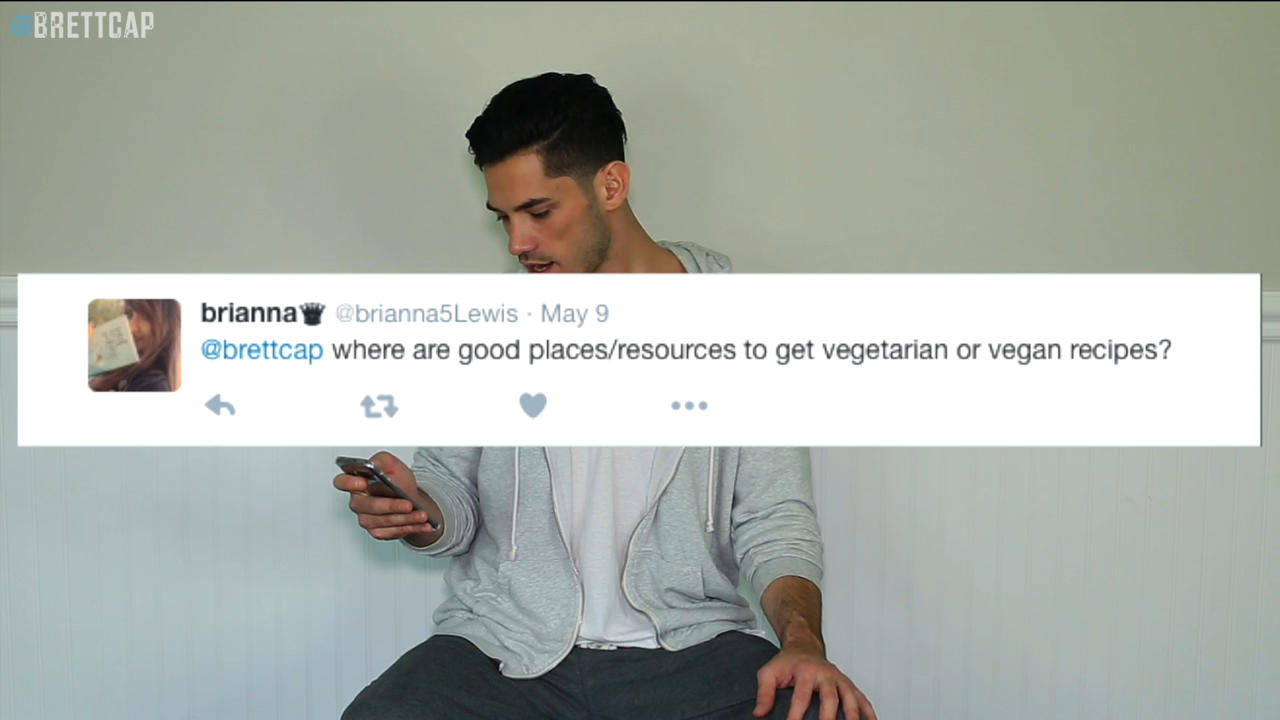 @BRETTCAP
brianna @brianna5Lewis · May 9
@brettcap where are good places/resources to get vegetarian or vegan recipes?